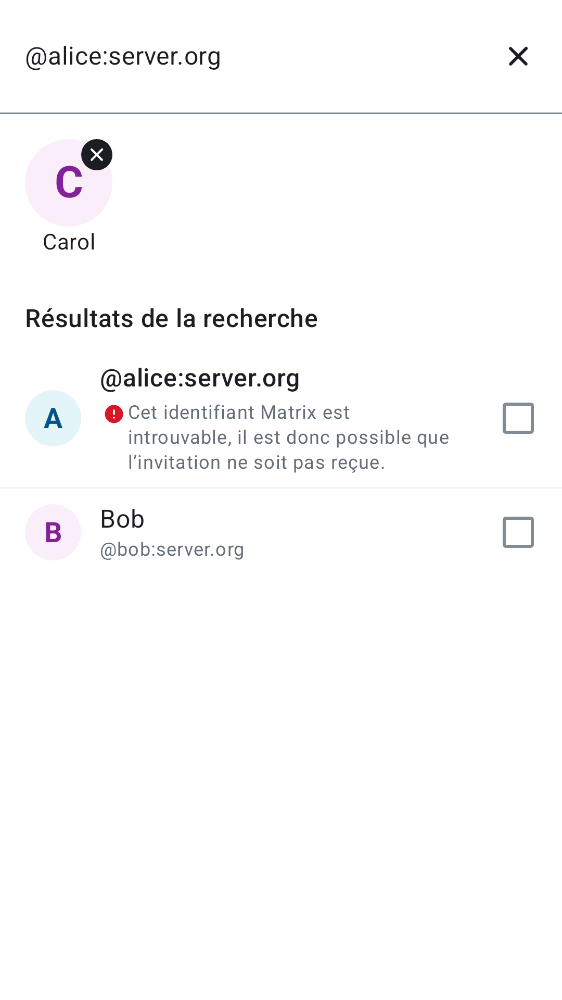 @alice:server.org
C
Carol
Résultats de la recherche
A
@alice:server.org
Cet identifiant Matrix est
introuvable, il est donc possible que
l’invitation ne soit pas reçue.
B
Bob
@bob:server.org